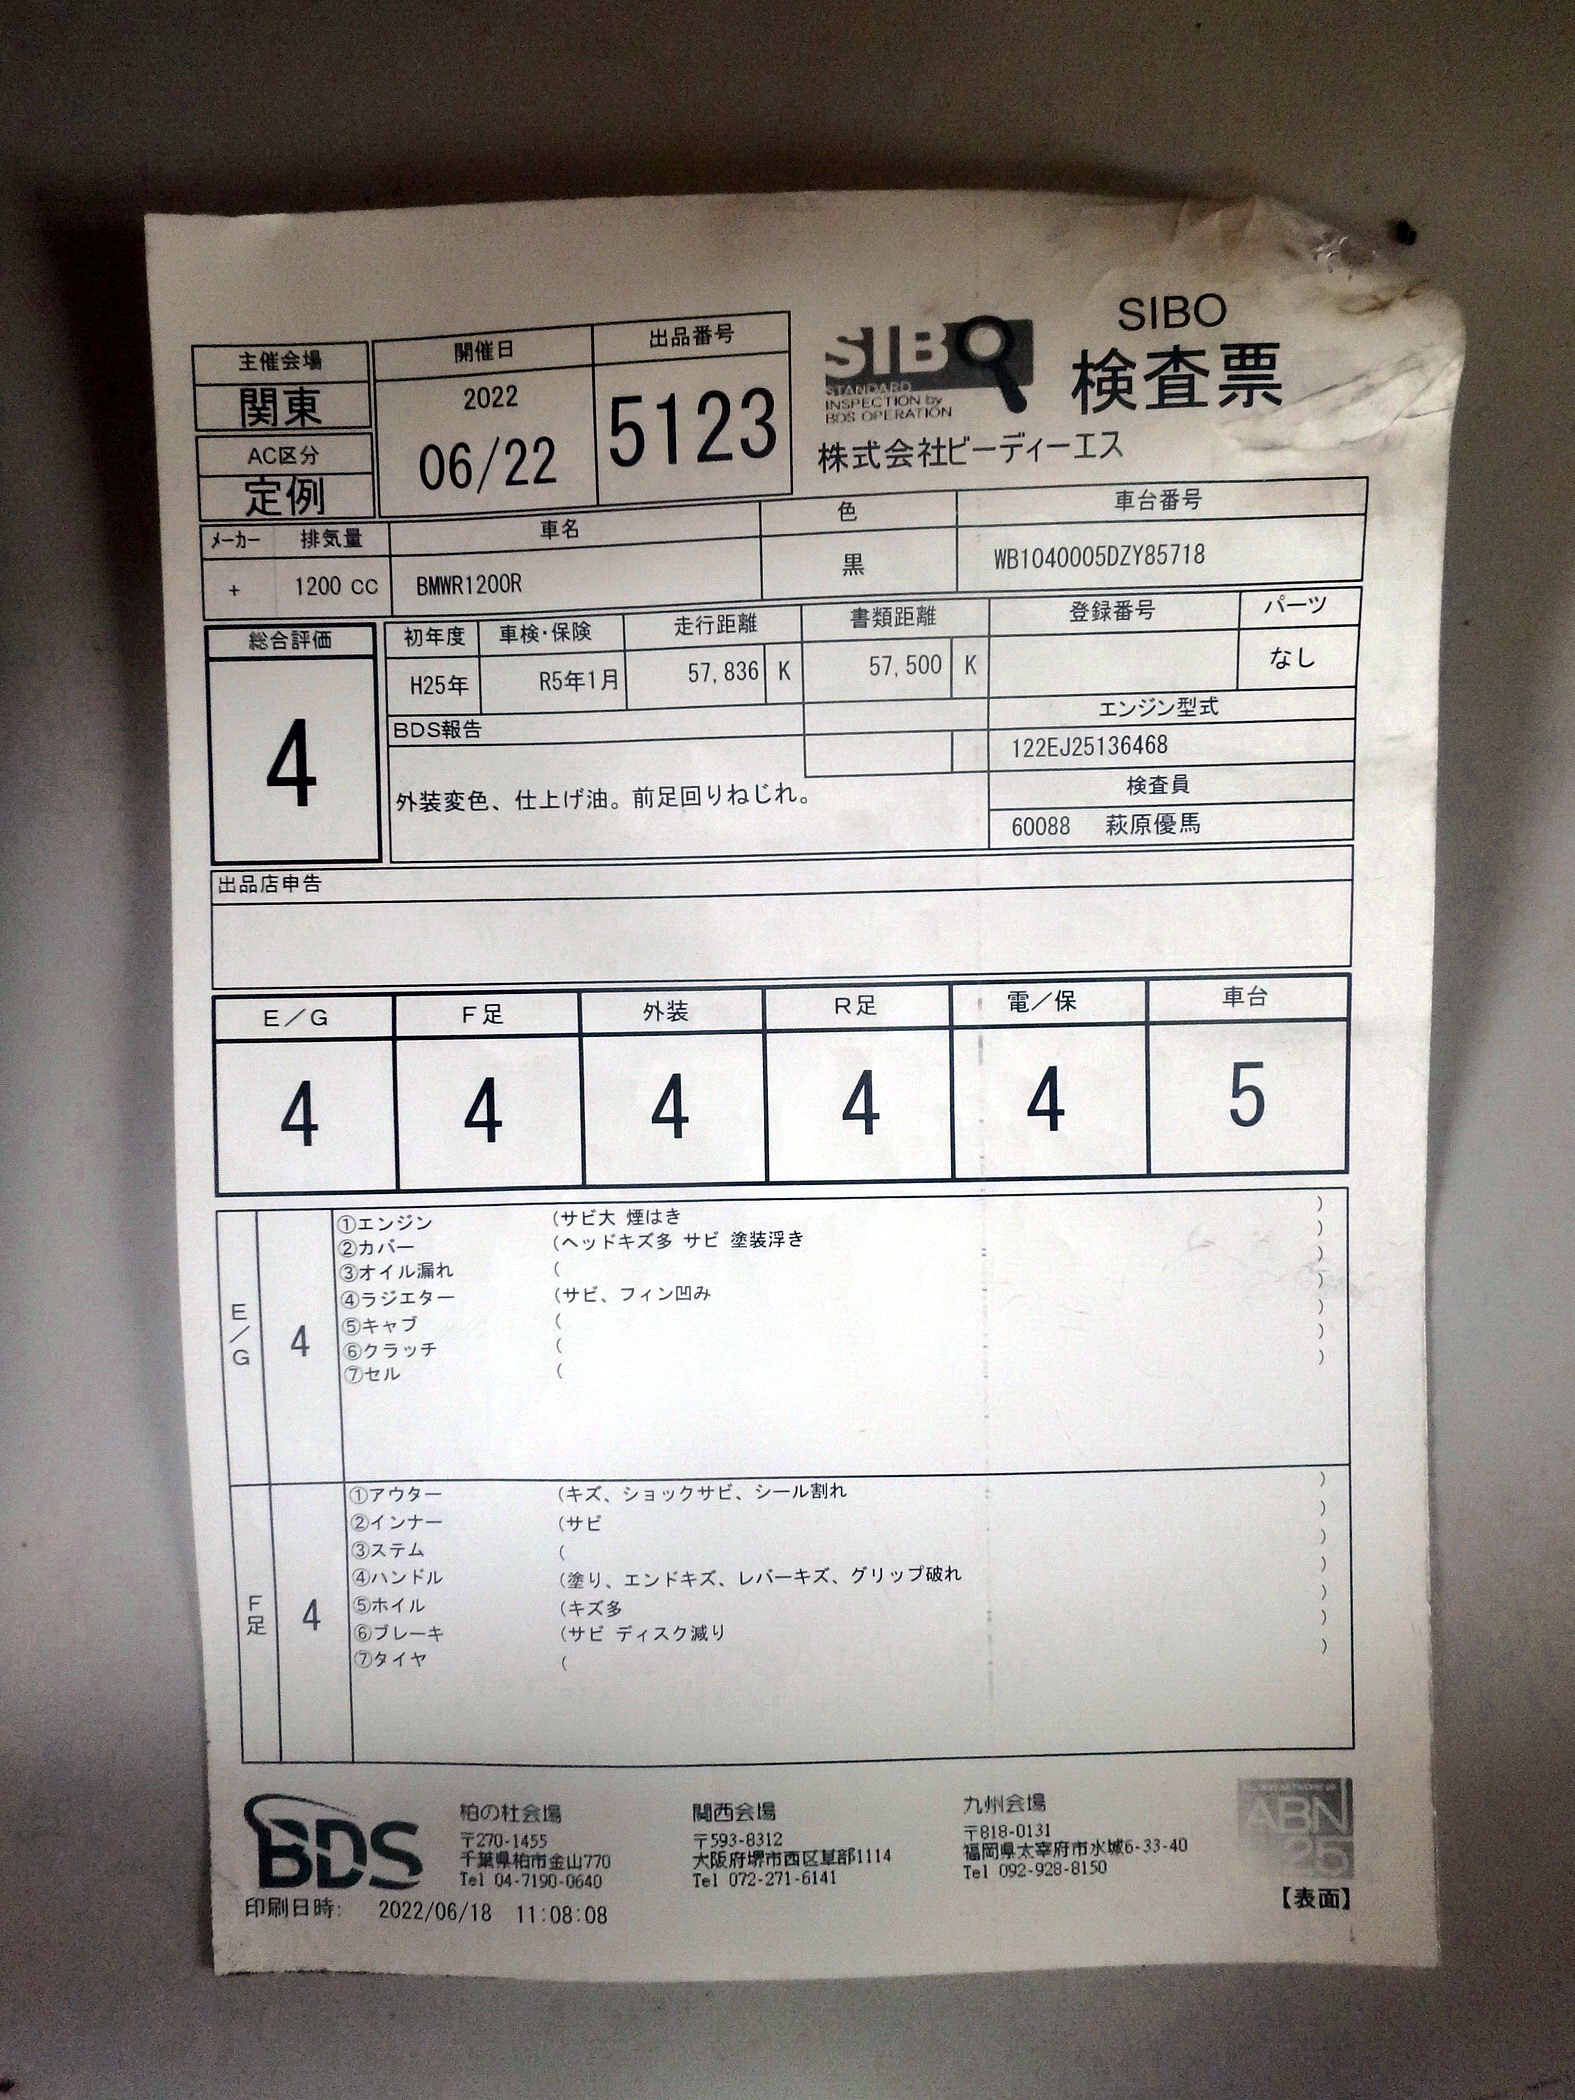 SIBO
検査票
SIBO
STANDARD
INSPECTION by
BDS OPERATION
株式会社ビーディーエス
主催会場 開催日 出品番号
関東 2022 06/22 5123
AC区分
定例
メーカー 排気量 車名 色 車台番号
+ 1200 cc BMWR1200R 黒 WB1040005DZY85718
総合評価 初年度 車検・保険 走行距離 書類距離 登録番号 パーツ
4 H25年 R5年1月 57,836 K 57,500 K なし
BDS報告 エンジン型式
122EJ25136468
外装変色、仕上げ油。前足回りねじれ。 検査員
60088 萩原優馬
出品店申告
E/G F足 外装 R足 電/保 車台
4 4 4 4 4 5
E/G 4
①エンジン (サビ大 煙はき )
②カバー (ヘッドキズ多 サビ 塗装浮き )
③オイル漏れ ( )
④ラジエター (サビ、フィン凹み )
⑤キャブ ( )
⑥クラッチ ( )
⑦セル ( )
F足 4
①アウター (キズ、ショックサビ、シール割れ )
②インナー (サビ )
③ステム ( )
④ハンドル (塗り、エンドキズ、レバーキズ、グリップ破れ )
⑤ホイル (キズ多 )
⑥ブレーキ (サビ ディスク減り )
⑦タイヤ ( )
BDS
柏の杜会場
〒270-1455
千葉県柏市金山770
Tel 04-7190-0640
関西会場
〒593-8312
大阪府堺市西区草部1114
Tel 072-271-6141
九州会場
〒818-0131
福岡県太宰府市水城6-33-40
Tel 092-928-8150
ABN
25
印刷日時: 2022/06/18 11:08:08
【表面】